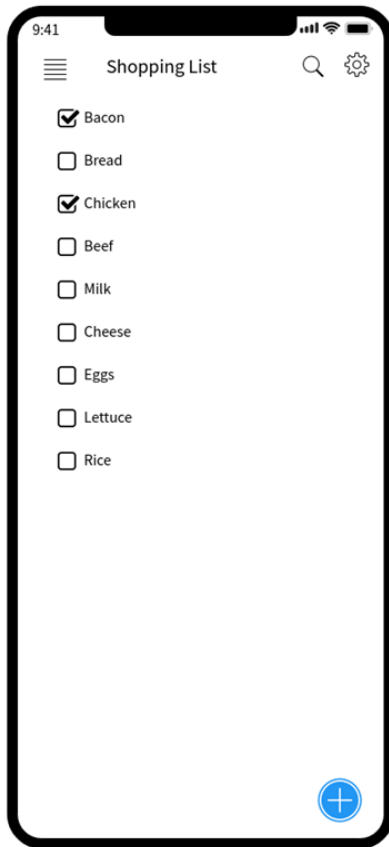 9:41
Shopping List
Bacon
Bread
Chicken
Beef
Milk
Cheese
Eggs
Lettuce
Rice